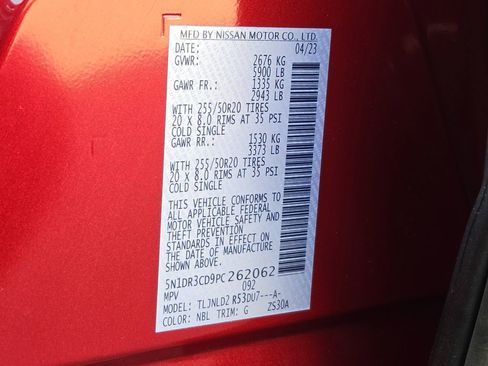 MFD BY NISSAN MOTOR CO., LTD.
DATE: 04/23
GVWR: 2676 KG
5900 LB
GAWR FR.: 1335 KG
2943 LB
WITH 255/50R20 TIRES
20 x 8.0 RIMS AT 35 PSI
COLD SINGLE
GAWR RR.: 1530 KG
3373 LB
WITH 255/50R20 TIRES
20 x 8.0 RIMS AT 35 PSI
COLD SINGLE
THIS VEHICLE CONFORMS TO
ALL APPLICABLE FEDERAL
MOTOR VEHICLE SAFETY AND
THEFT PREVENTION
STANDARDS IN EFFECT ON
THE DATE OF MANUFACTURE
SHOWN ABOVE.
5N1DR3CD9PC262062
MPV 092
MODEL: TLJNLD2 R53DU7---A-
COLOR: NBL TRIM: G ZS30A